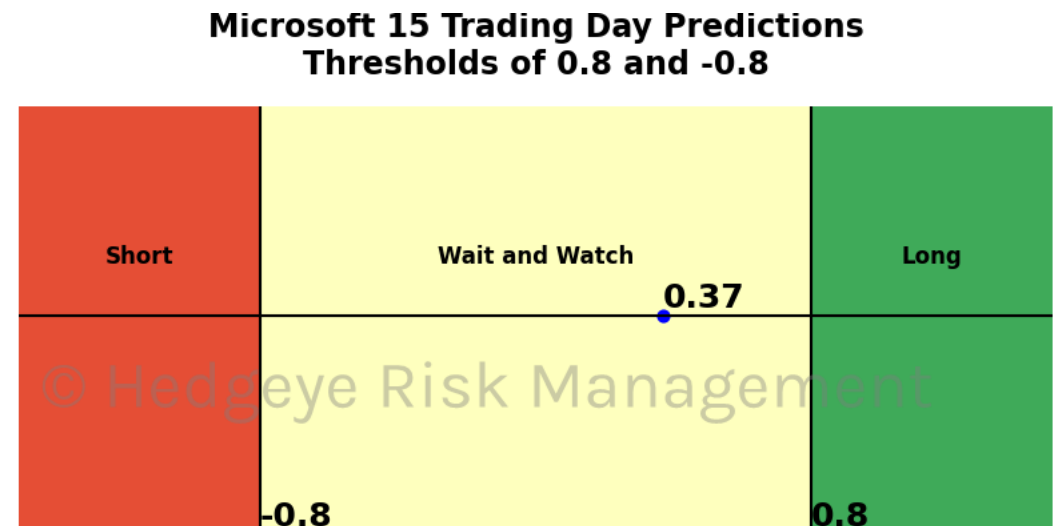 Microsoft 15 Trading Day Predictions
Thresholds of 0.8 and -0.8
Short
Wait and Watch
Long
0.37
© Hedgeye Risk Management
-0.8
0.8